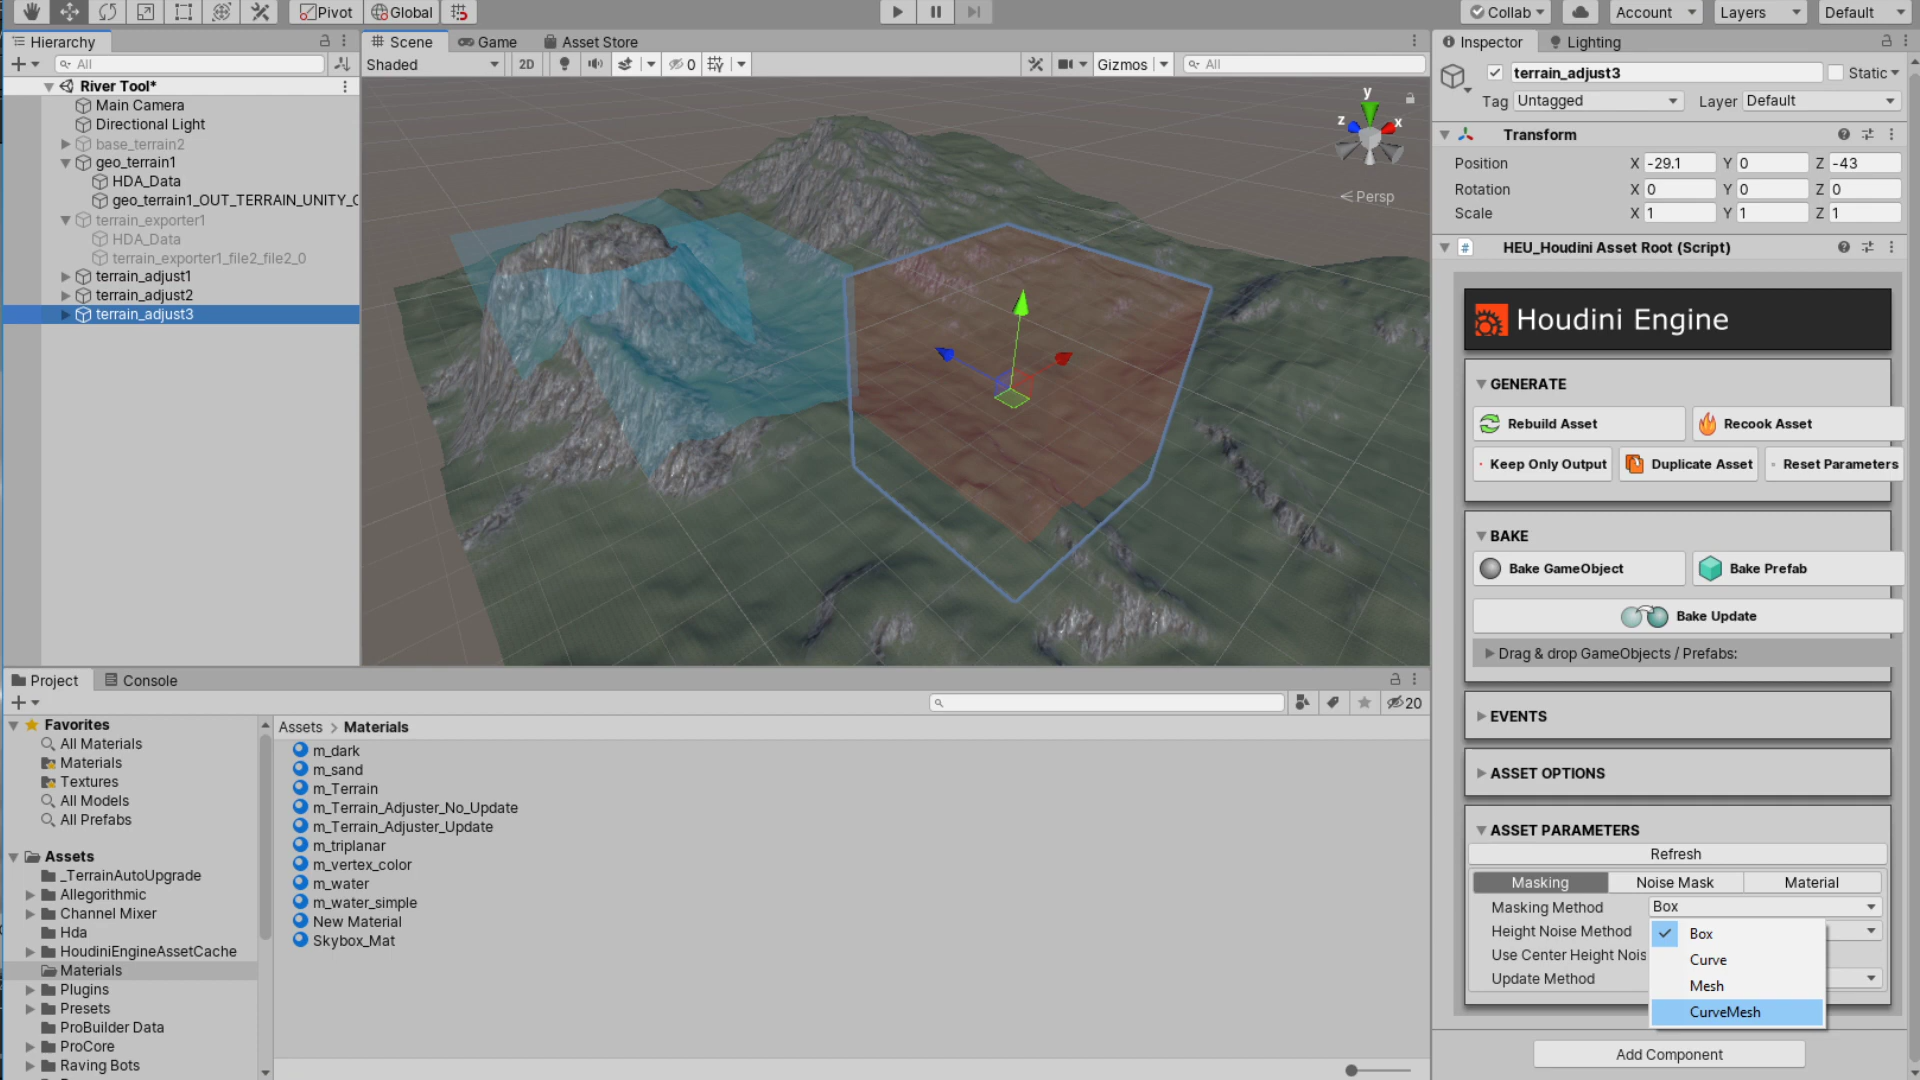 Pivot Global Collab Account Layers Default
Hierarchy
All
River Tool*
Main Camera
Directional Light
base_terrain2
geo_terrain1
HDA_Data
geo_terrain1_OUT_TERRAIN_UNITY_
terrain_exporter1
HDA_Data
terrain_exporter1_file2_file2_0
terrain_adjust1
terrain_adjust2
terrain_adjust3
Scene Game Asset Store
Shaded 2D 0 Gizmos All
y
z x
Persp
Inspector Lighting
terrain_adjust3 Static
Tag Untagged Layer Default
Transform
Position X -29.1 Y 0 Z -43
Rotation X 0 Y 0 Z 0
Scale X 1 Y 1 Z 1
# HEU_Houdini Asset Root (Script)
Houdini Engine
GENERATE
Rebuild Asset Recook Asset
Keep Only Output Duplicate Asset Reset Parameters
BAKE
Bake GameObject Bake Prefab
Bake Update
Drag & drop GameObjects / Prefabs:
EVENTS
ASSET OPTIONS
ASSET PARAMETERS
Refresh
Masking Noise Mask Material
Masking Method Box
Height Noise Method
Use Center Height Nois
Update Method
Box
Curve
Mesh
CurveMesh
Add Component
Project Console
20
Favorites
All Materials
Materials
Textures
All Models
All Prefabs
Assets
_TerrainAutoUpgrade
Allegorithmic
Channel Mixer
Hda
HoudiniEngineAssetCache
Materials
Plugins
Presets
ProBuilder Data
ProCore
Raving Bots
Assets > Materials
m_dark
m_sand
m_Terrain
m_Terrain_Adjuster_No_Update
m_Terrain_Adjuster_Update
m_triplanar
m_vertex_color
m_water
m_water_simple
New Material
Skybox_Mat